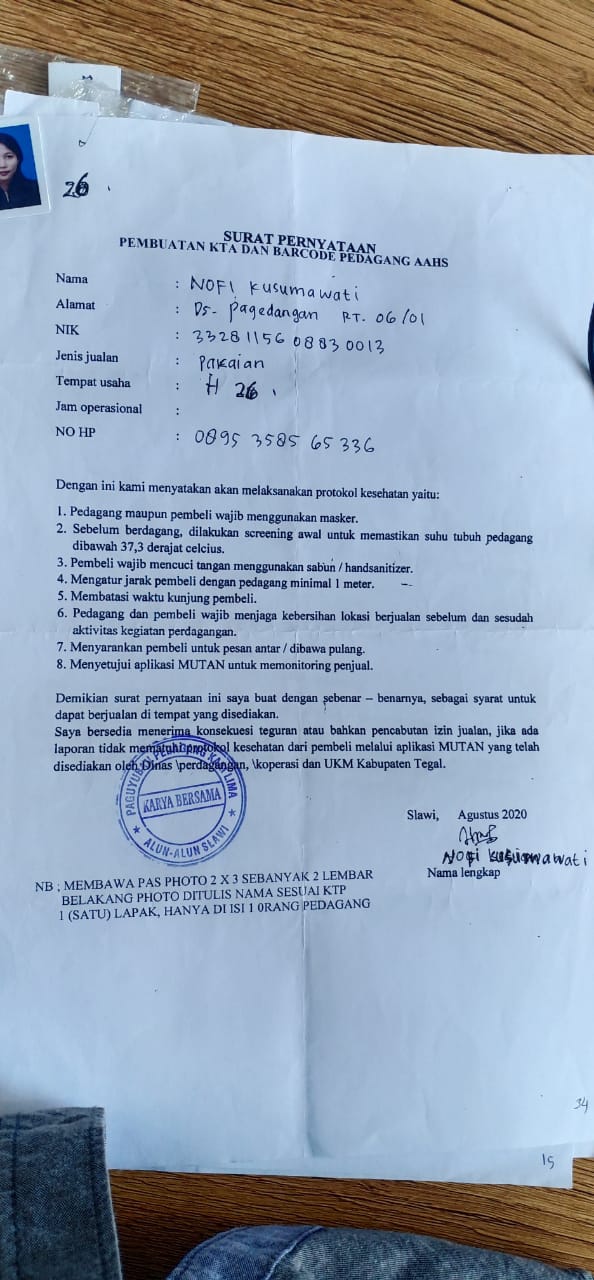 26
SURAT PERNYATAAN
PEMBUATAN KTA DAN BARCODE PEDAGANG AAHS
Nama : NOFI Kusumawati
Alamat : Ds- Pagedangan RT. 06/01
NIK : 33281156 0883 0013
Jenis jualan : Pakaian
Tempat usaha : H 26
Jam operasional :
NO HP : 0895 3585 65 336
Dengan ini kami menyatakan akan melaksanakan protokol kesehatan yaitu:
1. Pedagang maupun pembeli wajib menggunakan masker.
2. Sebelum berdagang, dilakukan screening awal untuk memastikan suhu tubuh pedagang
dibawah 37,3 derajat celcius.
3. Pembeli wajib mencuci tangan menggunakan sabun / handsanitizer.
4. Mengatur jarak pembeli dengan pedagang minimal 1 meter.
5. Membatasi waktu kunjung pembeli.
6. Pedagang dan pembeli wajib menjaga kebersihan lokasi berjualan sebelum dan sesudah
aktivitas kegiatan perdagangan.
7. Menyarankan pembeli untuk pesan antar / dibawa pulang.
8. Menyetujui aplikasi MUTAN untuk memonitoring penjual.
Demikian surat pernyataan ini saya buat dengan sebenar – benarnya, sebagai syarat untuk
dapat berjualan di tempat yang disediakan.
Saya bersedia menerima konsekuesi teguran atau bahkan pencabutan izin jualan, jika ada
laporan tidak mematuhi protokol kesehatan dari pembeli melalui aplikasi MUTAN yang telah
disediakan oleh Dinas \perdagangan, \koperasi dan UKM Kabupaten Tegal.
PAGUYUBAN PEDAGANG KAKI LIMA
KARYA BERSAMA
★ ALUN-ALUN SLAWI ★
Slawi, Agustus 2020
Nofi kusumawati
Nama lengkap
NB ; MEMBAWA PAS PHOTO 2 X 3 SEBANYAK 2 LEMBAR
BELAKANG PHOTO DITULIS NAMA SESUAI KTP
1 (SATU) LAPAK, HANYA DI ISI 1 0RANG PEDAGANG
34
15